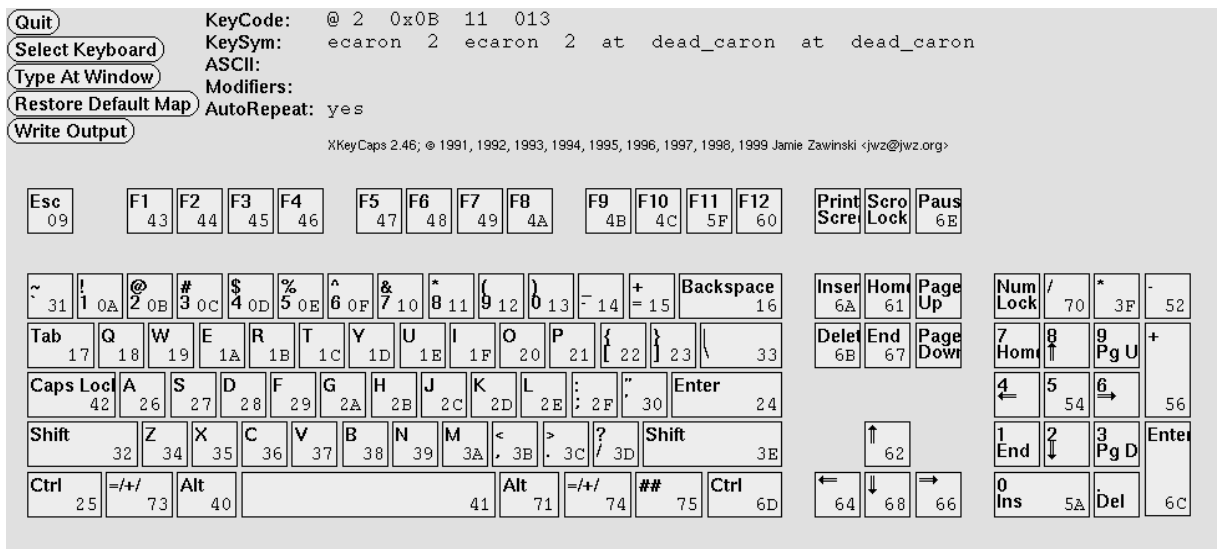 Quit KeyCode: @ 2 0x0B 11 013
Select Keyboard KeySym: ecaron 2 ecaron 2 at dead_caron at dead_caron
Type At Window ASCII:
Restore Default Map Modifiers:
Write Output AutoRepeat: yes
XKeyCaps 2.46; © 1991, 1992, 1993, 1994, 1995, 1996, 1997, 1998, 1999 Jamie Zawinski <jwz@jwz.org>
Esc 09 F1 43 F2 44 F3 45 F4 46 F5 47 F6 48 F7 49 F8 4A F9 4B F10 4C F11 5F F12 60 Print Scre Scro Lock Paus 6E
~ ` 31 ! 1 0A @ 2 0B # 3 0C $ 4 0D % 5 0E ^ 6 0F & 7 10 * 8 11 ( 9 12 ) 0 13 _ - 14 + = 15 Backspace 16 Inser 6A Home 61 Page Up Num Lock / 70 * 3F - 52
Tab 17 Q 18 W 19 E 1A R 1B T 1C Y 1D U 1E I 1F O 20 P 21 { [ 22 } ] 23 | \ 33 Delet 6B End 67 Page Down 7 Home 8 ↑ 9 Pg U +
Caps Locl 42 A 26 S 27 D 28 F 29 G 2A H 2B J 2C K 2D L 2E : ; 2F " ' 30 Enter 24 4 ← 5 54 6 → 56
Shift 32 Z 34 X 35 C 36 V 37 B 38 N 39 M 3A < , 3B > . 3C ? / 3D Shift 3E ↑ 62 1 End 2 ↓ 3 Pg D Enter
Ctrl 25 =/+/ 73 Alt 40 41 Alt 71 =/+/ 74 ## 75 Ctrl 6D ← 64 ↓ 68 → 66 0 Ins 5A . Del 6C